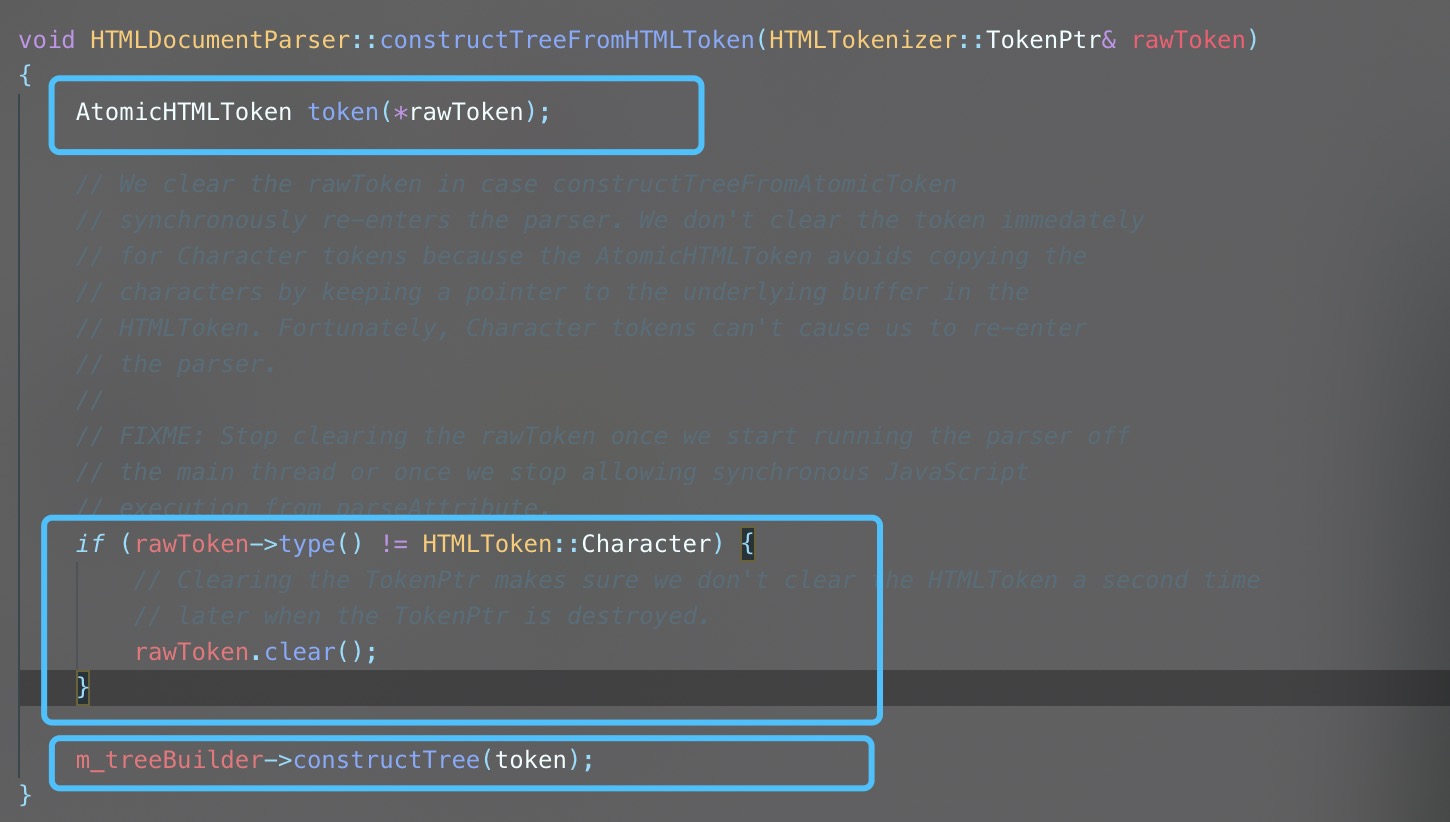 void HTMLDocumentParser::constructTreeFromHTMLToken(HTMLTokenizer::TokenPtr& rawToken)
{
    AtomicHTMLToken token(*rawToken);
    // We clear the rawToken in case constructTreeFromAtomicToken
    // synchronously re-enters the parser. We don't clear the token immedately
    // for Character tokens because the AtomicHTMLToken avoids copying the
    // characters by keeping a pointer to the underlying buffer in the
    // HTMLToken. Fortunately, Character tokens can't cause us to re-enter
    // the parser.
    //
    // FIXME: Stop clearing the rawToken once we start running the parser off
    // the main thread or once we stop allowing synchronous JavaScript
    // execution from parseAttribute.
    if (rawToken->type() != HTMLToken::Character) {
        // Clearing the TokenPtr makes sure we don't clear the HTMLToken a second time
        // later when the TokenPtr is destroyed.
        rawToken.clear();
    }
    m_treeBuilder->constructTree(token);
}